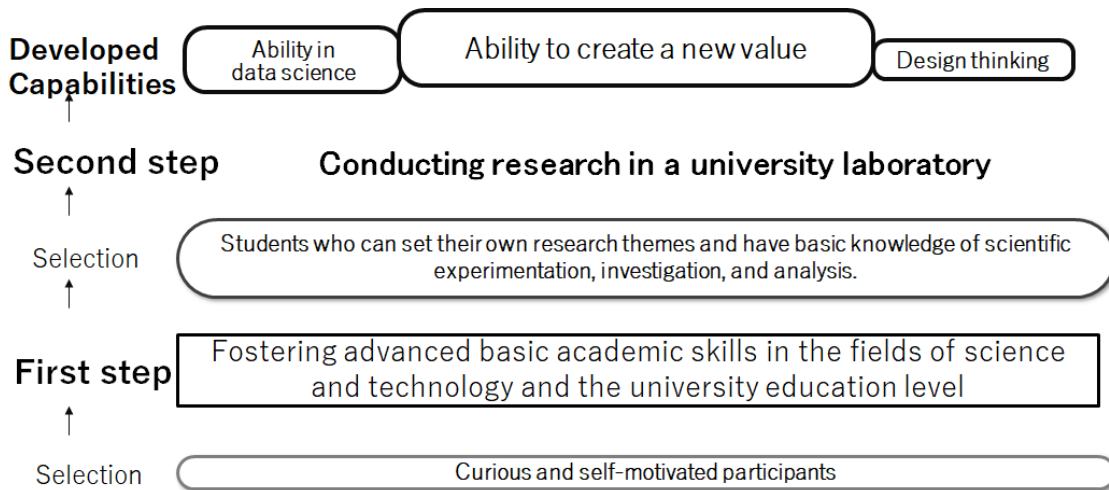 Developed
Capabilities
Ability in
data science
Ability to create a new value
Design thinking
Second step
Conducting research in a university laboratory
Selection
Students who can set their own research themes and have basic knowledge of scientific
experimentation, investigation, and analysis.
First step
Fostering advanced basic academic skills in the fields of science
and technology and the university education level
Selection
Curious and self-motivated participants